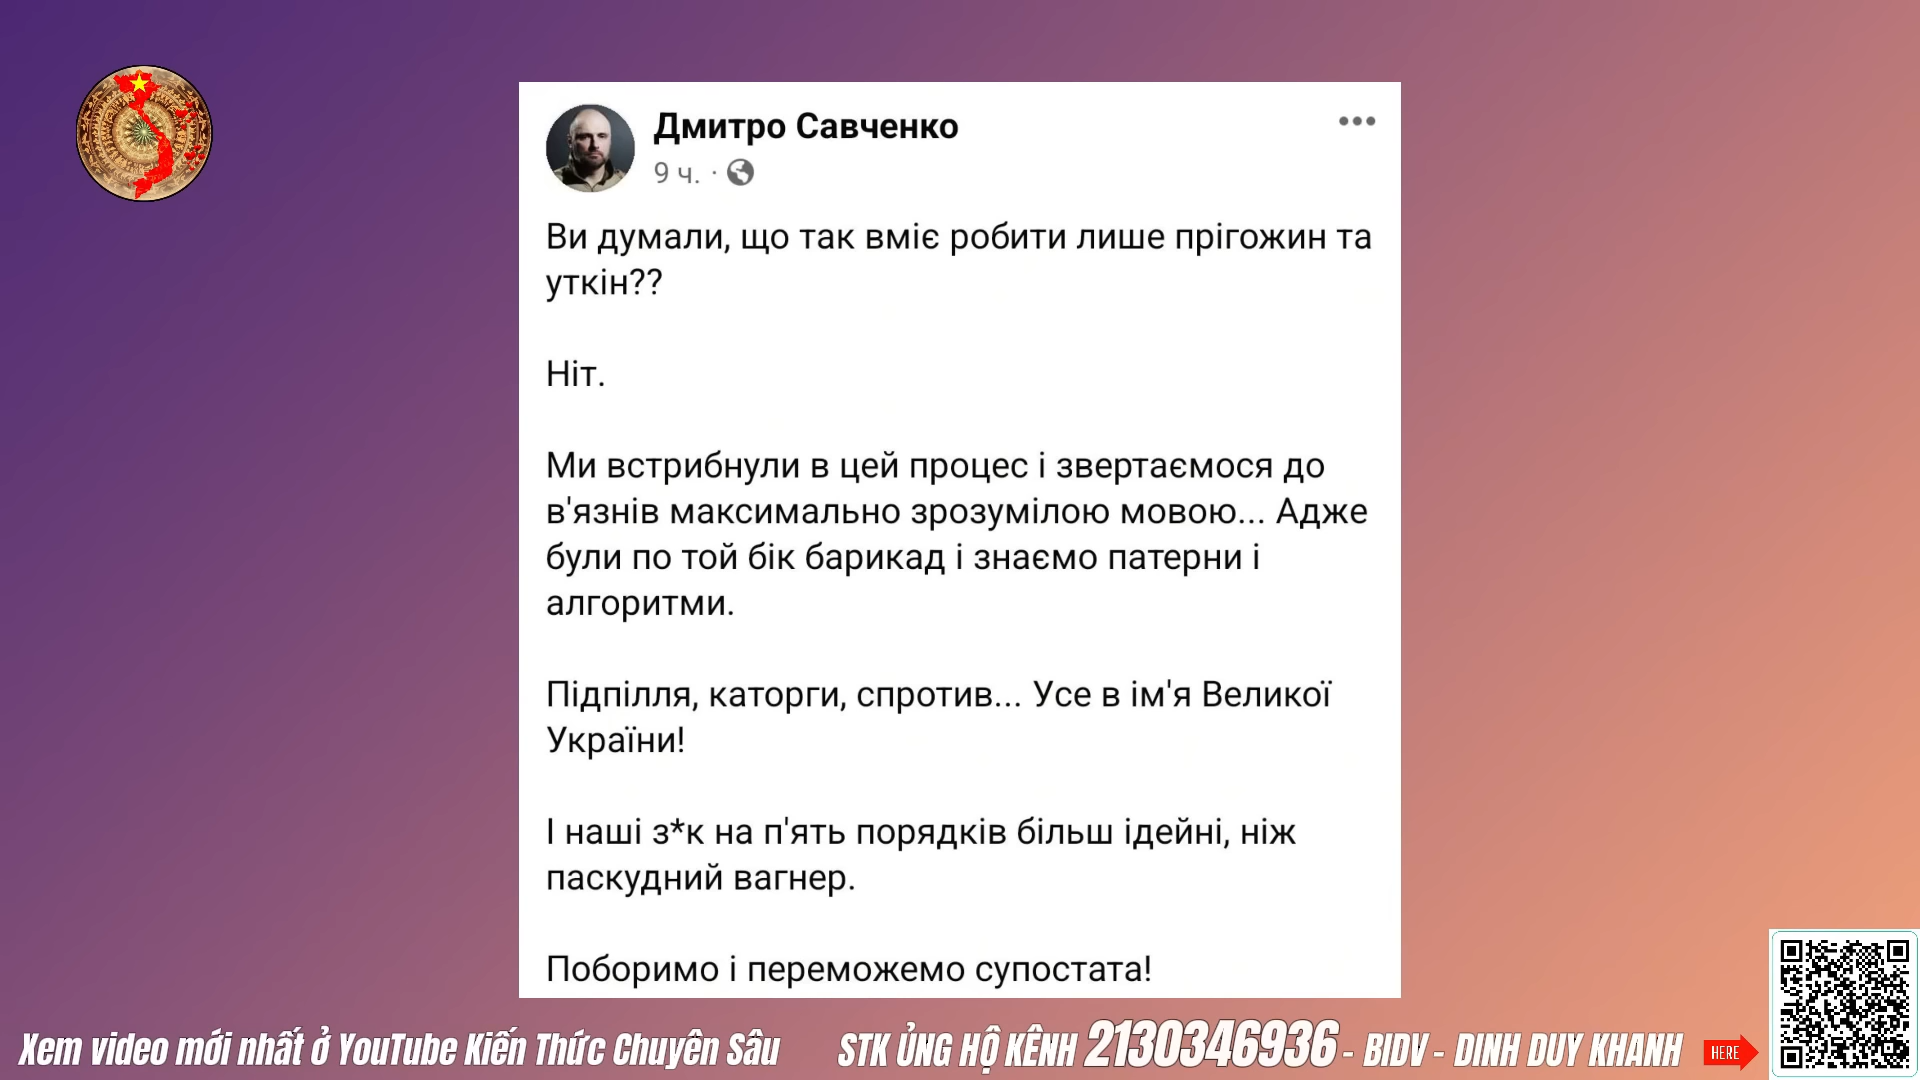 Дмитро Савченко
9 ч. ·
Ви думали, що так вміє робити лише прігожин та
уткін??
Ніт.
Ми встрибнули в цей процес і звертаємося до
в'язнів максимально зрозумілою мовою... Адже
були по той бік барикад і знаємо патерни і
алгоритми.
Підпілля, каторги, спротив... Усе в ім'я Великої
України!
І наші з*к на п'ять порядків більш ідейні, ніж
паскудний вагнер.
Поборимо і переможемо супостата!
Xem video mới nhất ở YouTube Kiến Thức Chuyên Sâu
STK ỦNG HỘ KÊNH 2130346936 - BIDV - DINH DUY KHANH
HERE